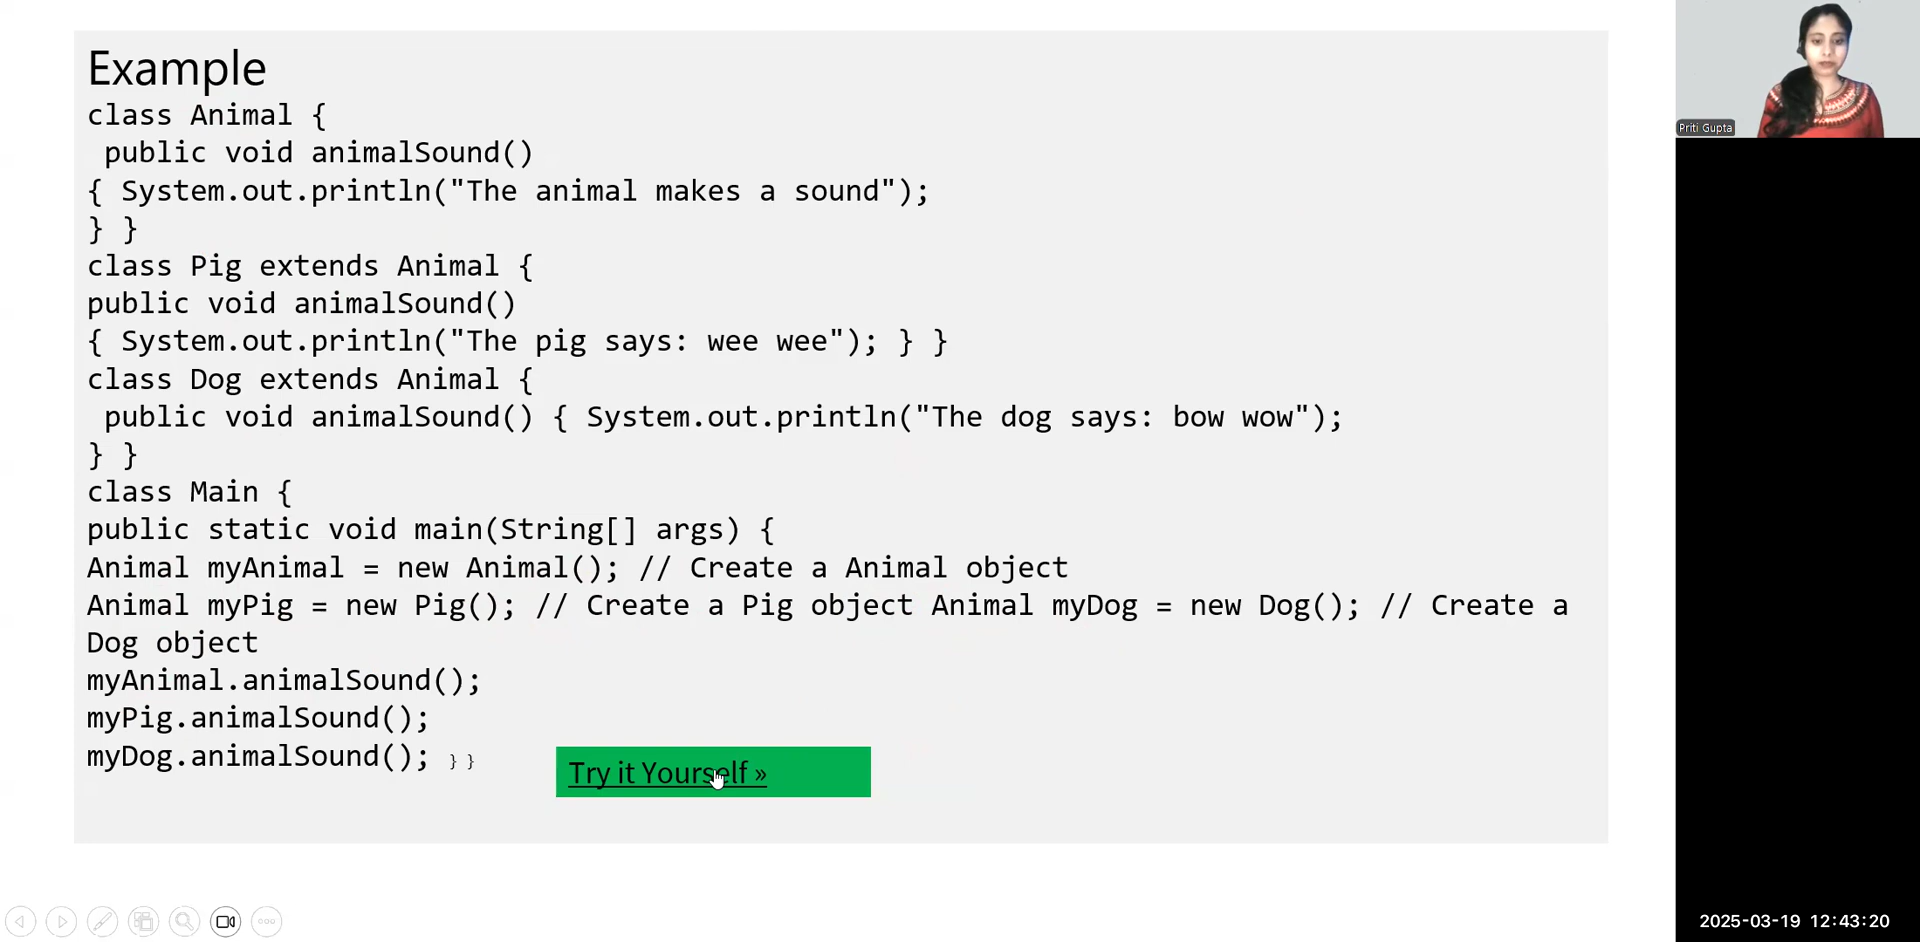 Example
class Animal {
public void animalSound()
{ System.out.println("The animal makes a sound");
} }
class Pig extends Animal {
public void animalSound()
{ System.out.println("The pig says: wee wee"); } }
class Dog extends Animal {
public void animalSound() { System.out.println("The dog says: bow wow");
} }
class Main {
public static void main(String[] args) {
Animal myAnimal = new Animal(); // Create a Animal object
Animal myPig = new Pig(); // Create a Pig object Animal myDog = new Dog(); // Create a
Dog object
myAnimal.animalSound();
myPig.animalSound();
myDog.animalSound(); } }
Try it Yourself »
Priti Gupta
2025-03-19 12:43:20